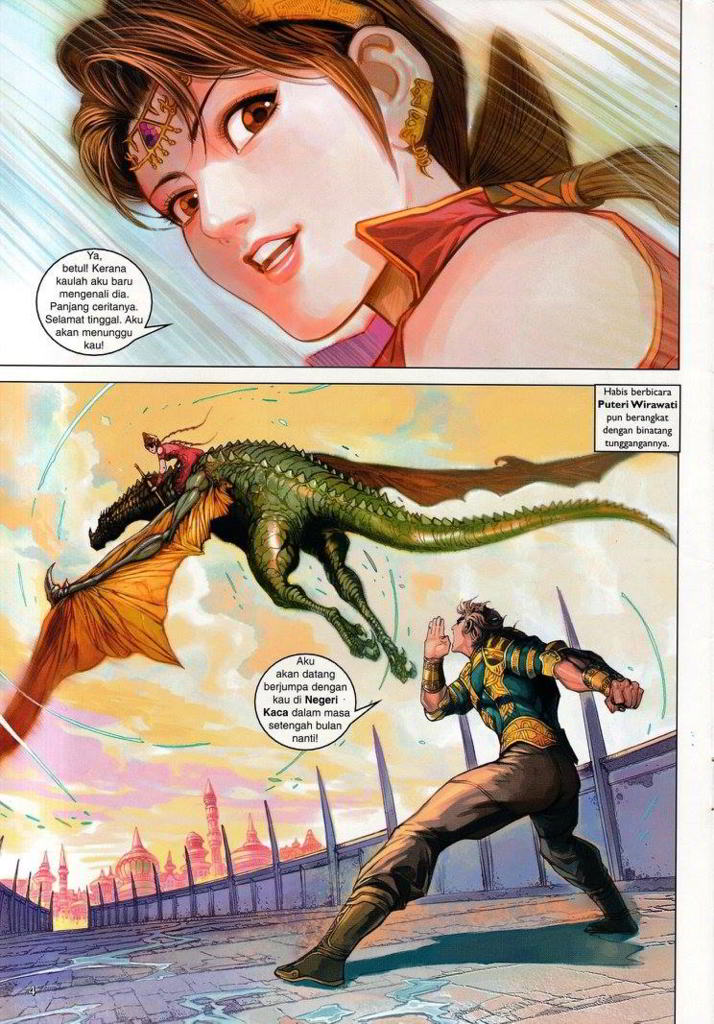 Ya,
betul! Kerana
kaulah aku baru
mengenali dia.
Panjang ceritanya.
Selamat tinggal. Aku
akan menunggu
kau!
Habis berbicara
Puteri Wirawati
pun berangkat
dengan binatang
tunggangannya.
Aku
akan datang
berjumpa dengan
kau di Negeri
Kaca dalam masa
setengah bulan
nanti!
4